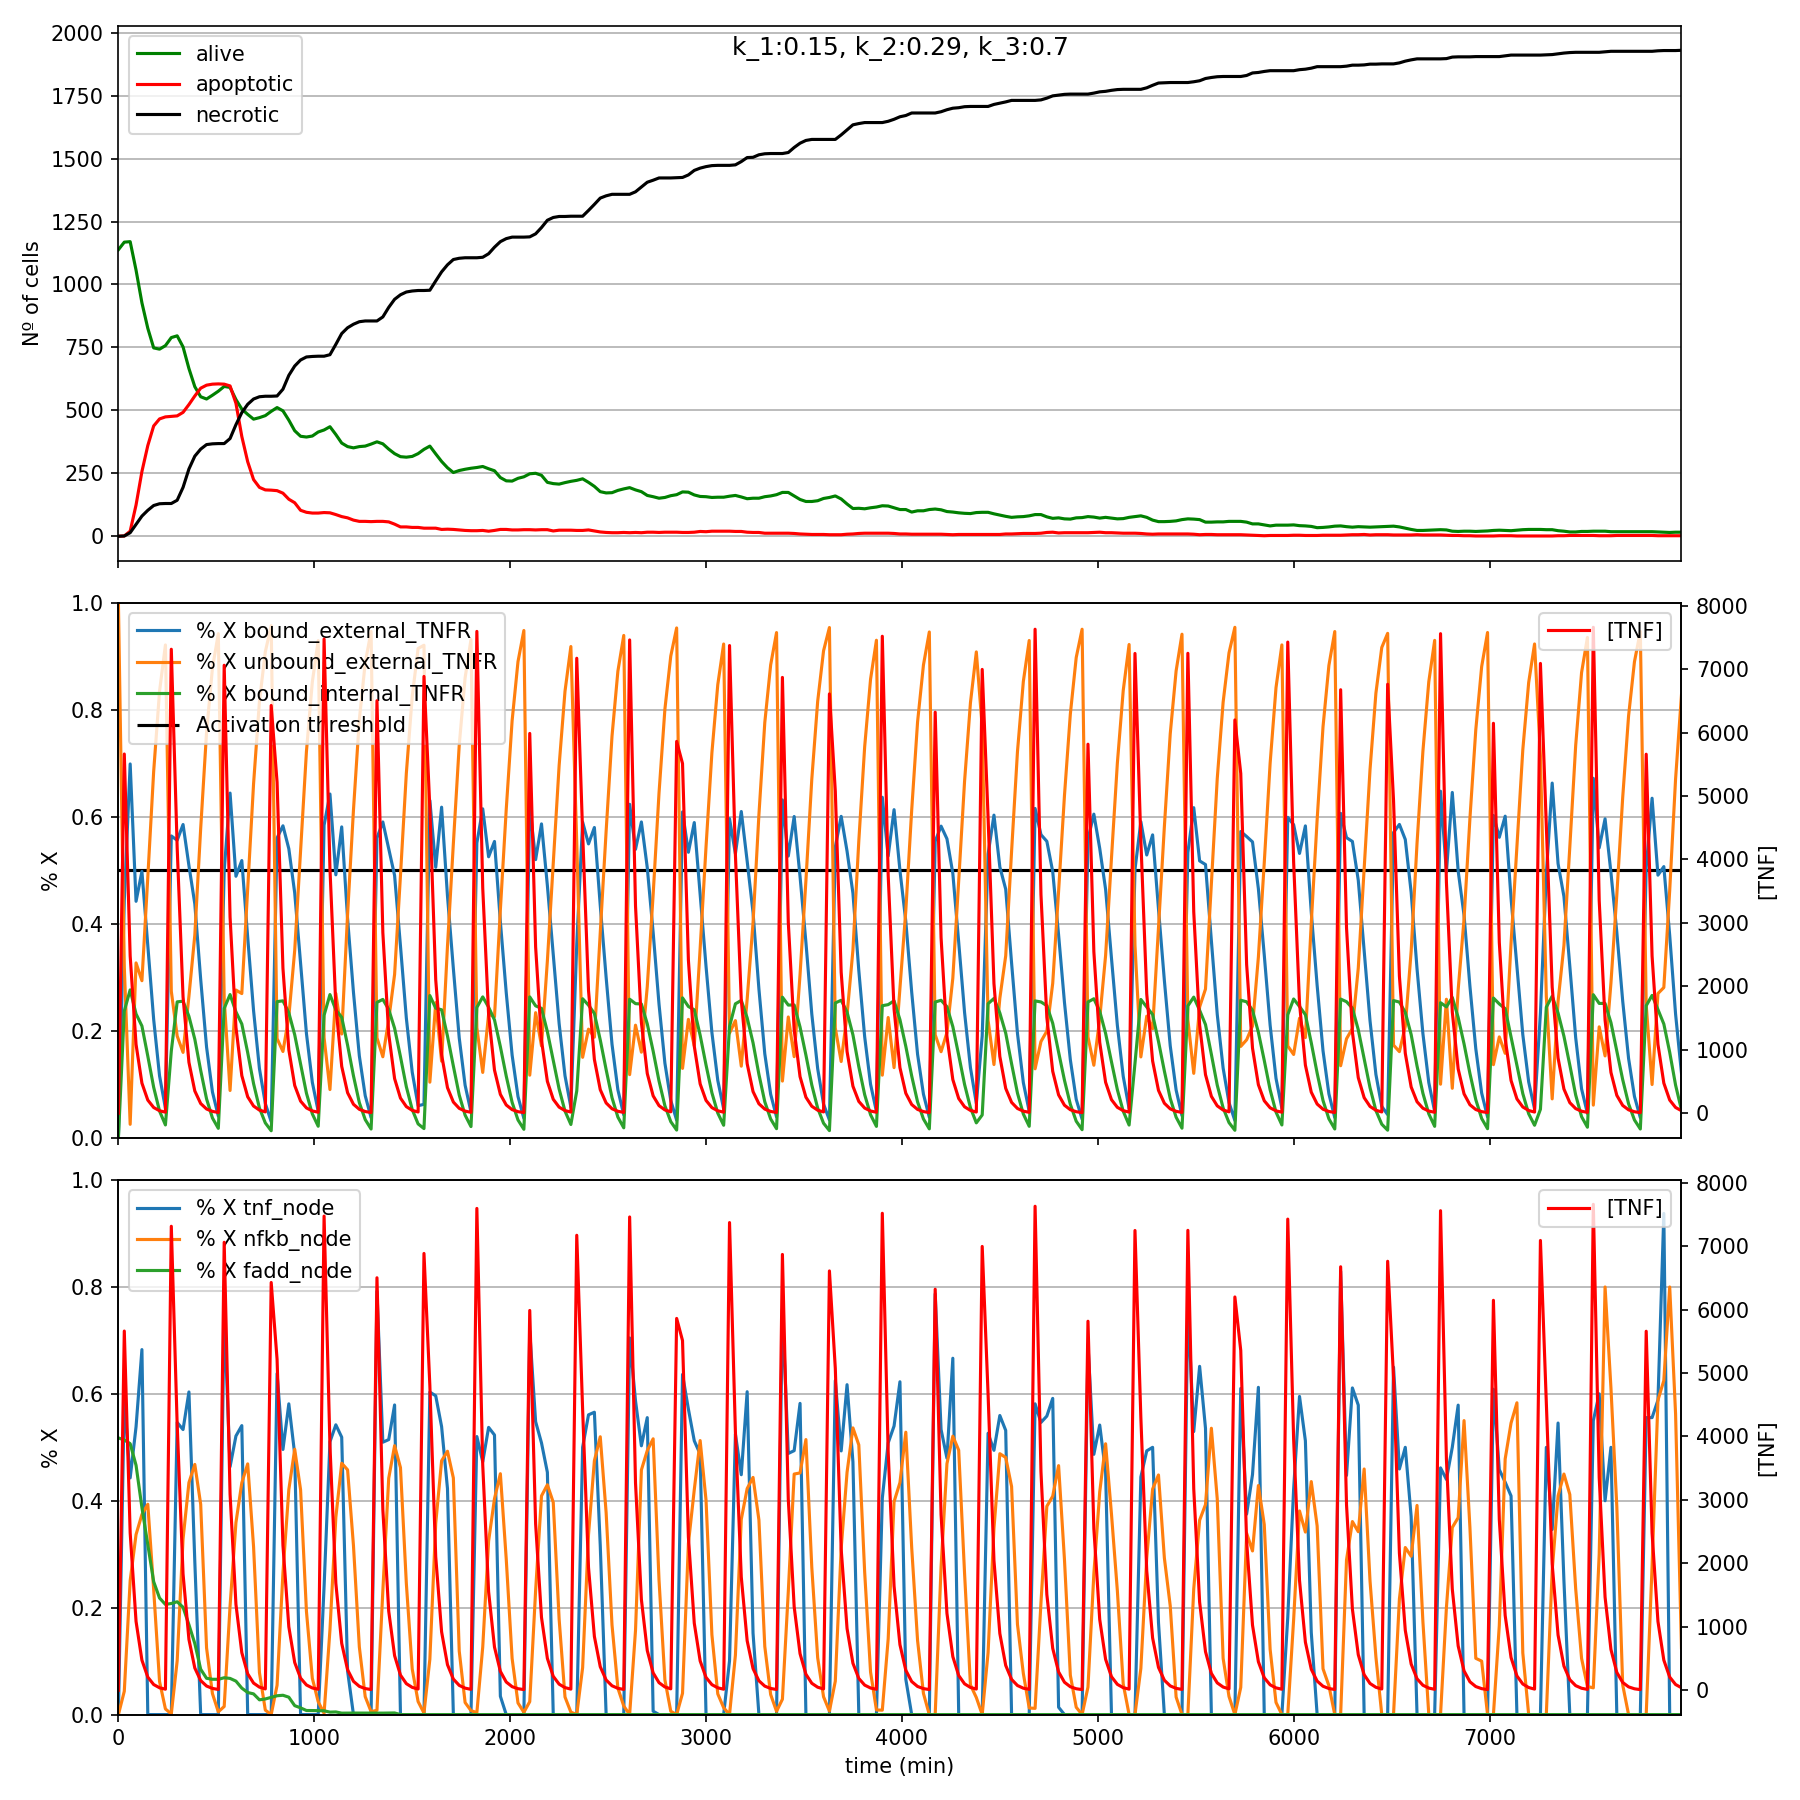 k_1:0.15, k_2:0.29, k_3:0.7
alive
apoptotic
necrotic
2000
1750
1500
1250
1000
750
500
250
0
Nº of cells
% X bound_external_TNFR
% X unbound_external_TNFR
% X bound_internal_TNFR
Activation threshold
[TNF]
1.0
0.8
0.6
0.4
0.2
0.0
% X
8000
7000
6000
5000
4000
3000
2000
1000
0
[TNF]
% X tnf_node
% X nfkb_node
% X fadd_node
[TNF]
1.0
0.8
0.6
0.4
0.2
0.0
% X
8000
7000
6000
5000
4000
3000
2000
1000
0
[TNF]
0 1000 2000 3000 4000 5000 6000 7000
time (min)